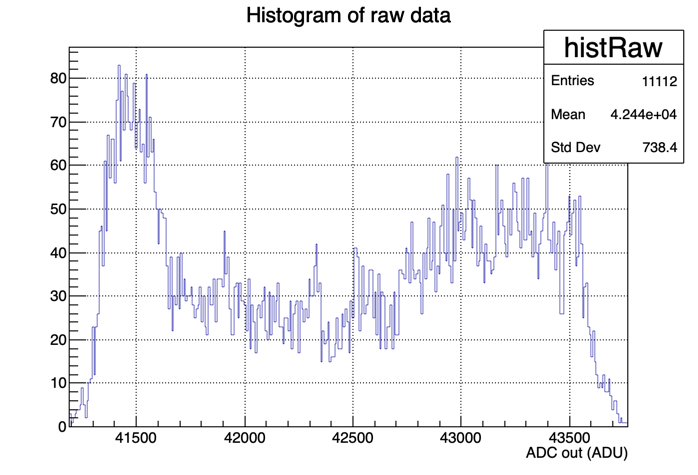 Histogram of raw data
histRaw
Entries 11112
Mean 4.244e+04
Std Dev 738.4
80
70
60
50
40
30
20
10
0
41500 42000 42500 43000 43500
ADC out (ADU)